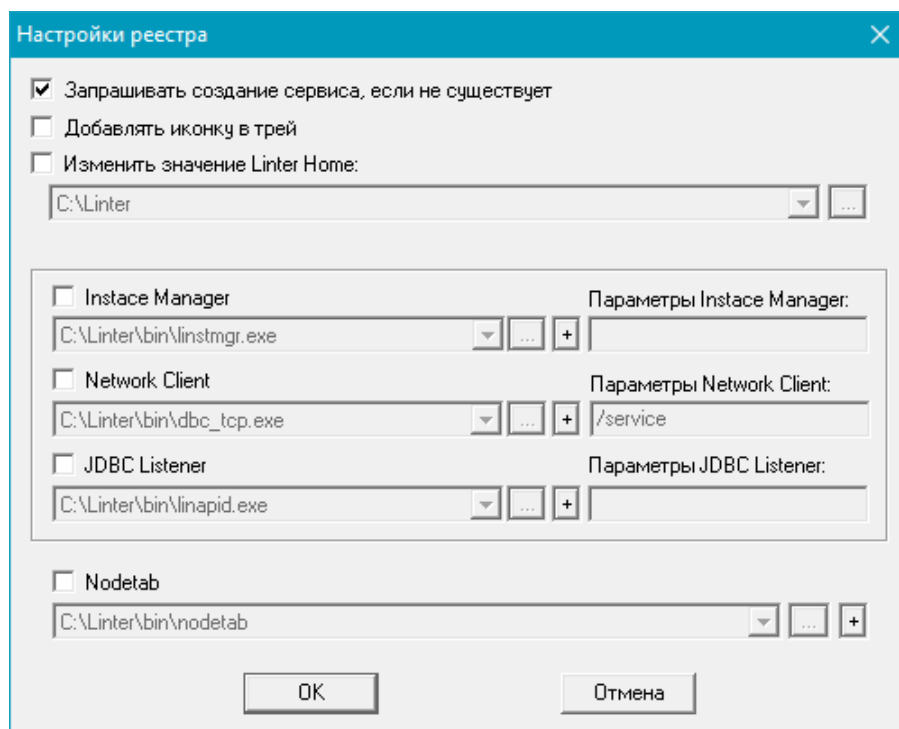 Настройки реестра
Запрашивать создание сервиса, если не существует
Добавлять иконку в трей
Изменить значение Linter Home:
C:\Linter
...
Instace Manager
Параметры Instace Manager:
C:\Linter\bin\linstmgr.exe
... +
Network Client
Параметры Network Client:
C:\Linter\bin\dbc_tcp.exe
... +
/service
JDBC Listener
Параметры JDBC Listener:
C:\Linter\bin\linapid.exe
... +
Nodetab
C:\Linter\bin\nodetab
... +
OK
Отмена